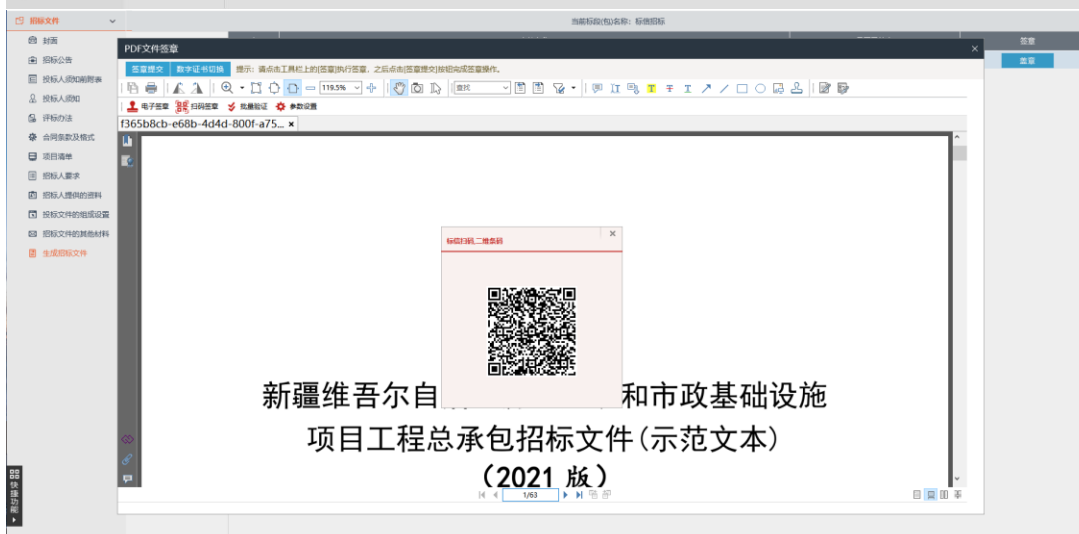 招标文件
当前标段(包)名称：标信招标
封面
招标公告
投标人须知前附表
投标人须知
评标办法
合同条款及格式
项目清单
招标人要求
招标人提供的资料
投标文件的组成设置
招标文件的其他材料
生成招标文件
快捷功能
签章
盖章
PDF文件签章
签章提交 数字证书切换 提示：请点击工具栏上的[签章]执行签章，之后点击[签章提交]按钮完成签章操作。
119.5% 查找
电子签章 扫码签章 批量验证 参数设置
f365b8cb-e68b-4d4d-800f-a75...
标信扫码,二维条码
新疆维吾尔自
和市政基础设施
项目工程总承包招标文件(示范文本)
（2021 版）
1/63